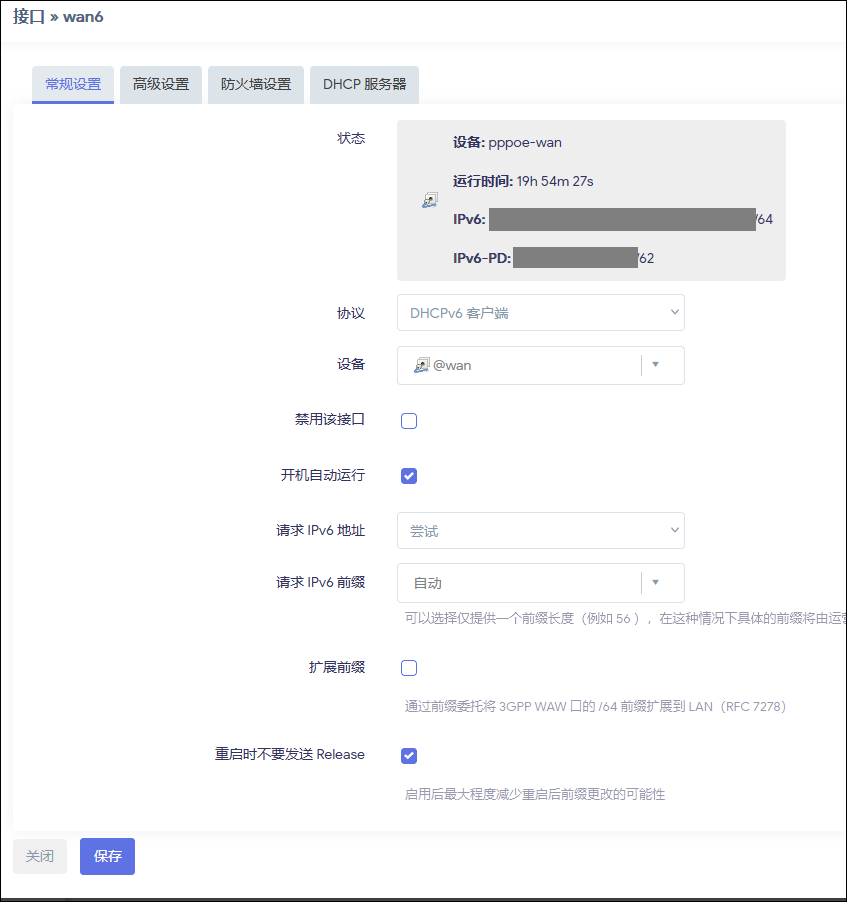 接口 » wan6
常规设置 高级设置 防火墙设置 DHCP 服务器
状态
设备: pppoe-wan
运行时间: 19h 54m 27s
IPv6: /64
IPv6-PD: /62
协议 DHCPv6 客户端
设备 @wan
禁用该接口
开机自动运行
请求 IPv6 地址 尝试
请求 IPv6 前缀 自动
可以选择仅提供一个前缀长度（例如 56 ），在这种情况下具体的前缀将由运营
扩展前缀
通过前缀委托将 3GPP WAW 口的 /64 前缀扩展到 LAN（RFC 7278）
重启时不要发送 Release
启用后最大程度减少重启后前缀更改的可能性
关闭 保存